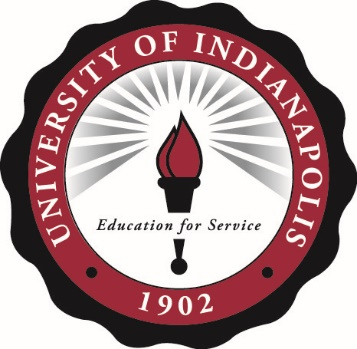 UNIVERSITY OF INDIANAPOLIS
Education for Service
1902